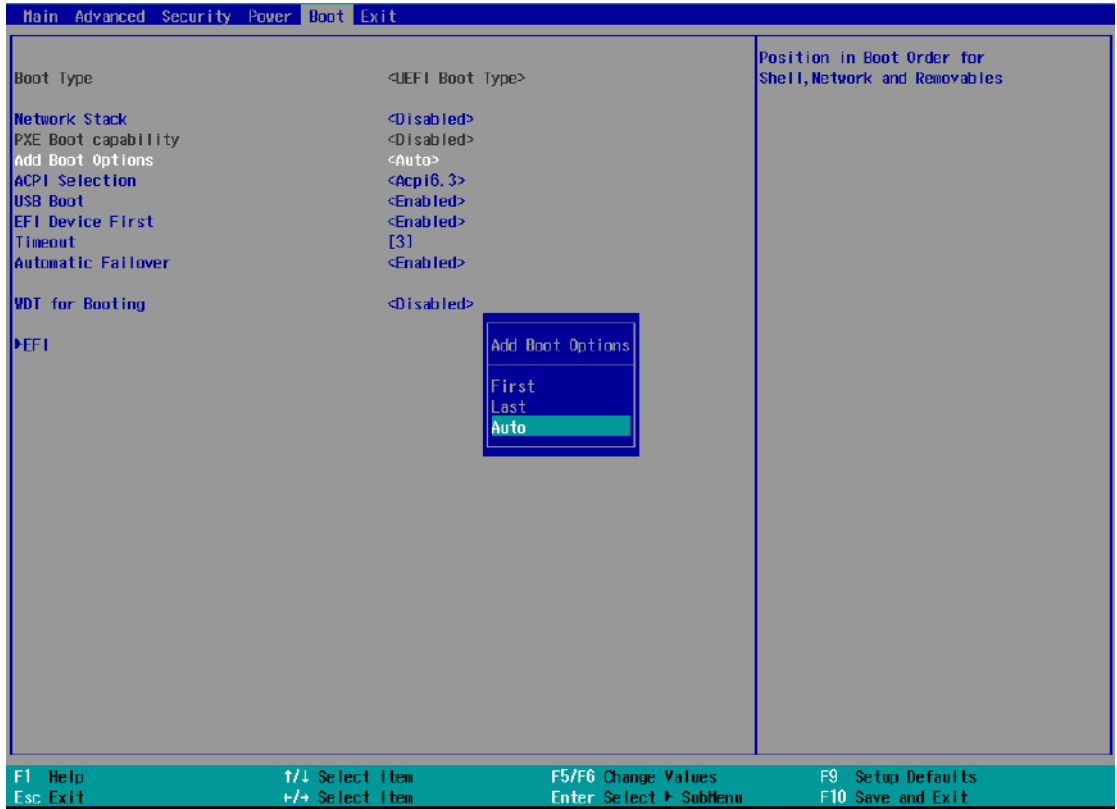 Main Advanced Security Power Boot Exit
Boot Type <UEFI Boot Type>
Network Stack <Disabled>
PXE Boot capability <Disabled>
Add Boot Options <Auto>
ACPI Selection <Acpi6.3>
USB Boot <Enabled>
EFI Device First <Enabled>
Timeout [3]
Automatic Failover <Enabled>
WDT for Booting <Disabled>
▶EFI
Add Boot Options
First
Last
Auto
Position in Boot Order for
Shell,Network and Removables
F1 Help ↑/↓ Select Item F5/F6 Change Values F9 Setup Defaults
Esc Exit ←/→ Select Item Enter Select ▶ SubMenu F10 Save and Exit